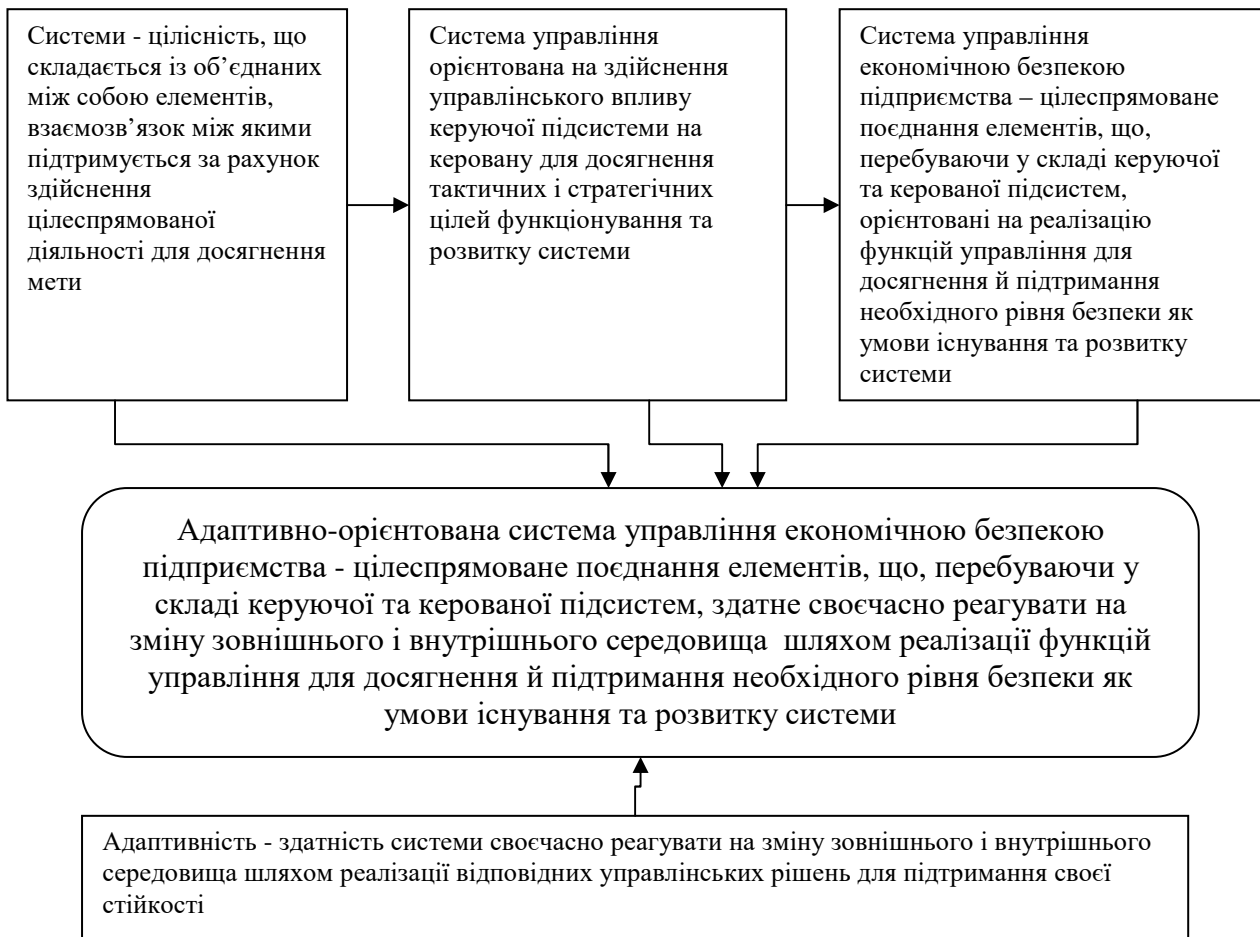 Системи - цілісність, що
складається із об’єднаних
між собою елементів,
взаємозв’язок між якими
підтримується за рахунок
здійснення
цілеспрямованої
діяльності для досягнення
мети
Система управління
орієнтована на здійснення
управлінського впливу
керуючої підсистеми на
керовану для досягнення
тактичних і стратегічних
цілей функціонування та
розвитку системи
Система управління
економічною безпекою
підприємства – цілеспрямоване
поєднання елементів, що,
перебуваючи у складі керуючої
та керованої підсистем,
орієнтовані на реалізацію
функцій управління для
досягнення й підтримання
необхідного рівня безпеки як
умови існування та розвитку
системи
Адаптивно-орієнтована система управління економічною безпекою
підприємства - цілеспрямоване поєднання елементів, що, перебуваючи у
складі керуючої та керованої підсистем, здатне своєчасно реагувати на
зміну зовнішнього і внутрішнього середовища шляхом реалізації функцій
управління для досягнення й підтримання необхідного рівня безпеки як
умови існування та розвитку системи
Адаптивність - здатність системи своєчасно реагувати на зміну зовнішнього і внутрішнього
середовища шляхом реалізації відповідних управлінських рішень для підтримання своєї
стійкості